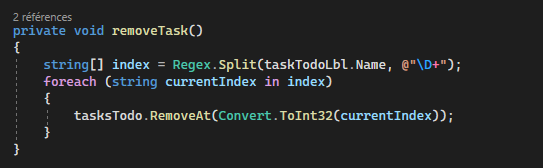 2 références
private void removeTask()
{
string[] index = Regex.Split(taskTodoLbl.Name, @"\D+");
foreach (string currentIndex in index)
{
tasksTodo.RemoveAt(Convert.ToInt32(currentIndex));
}
}